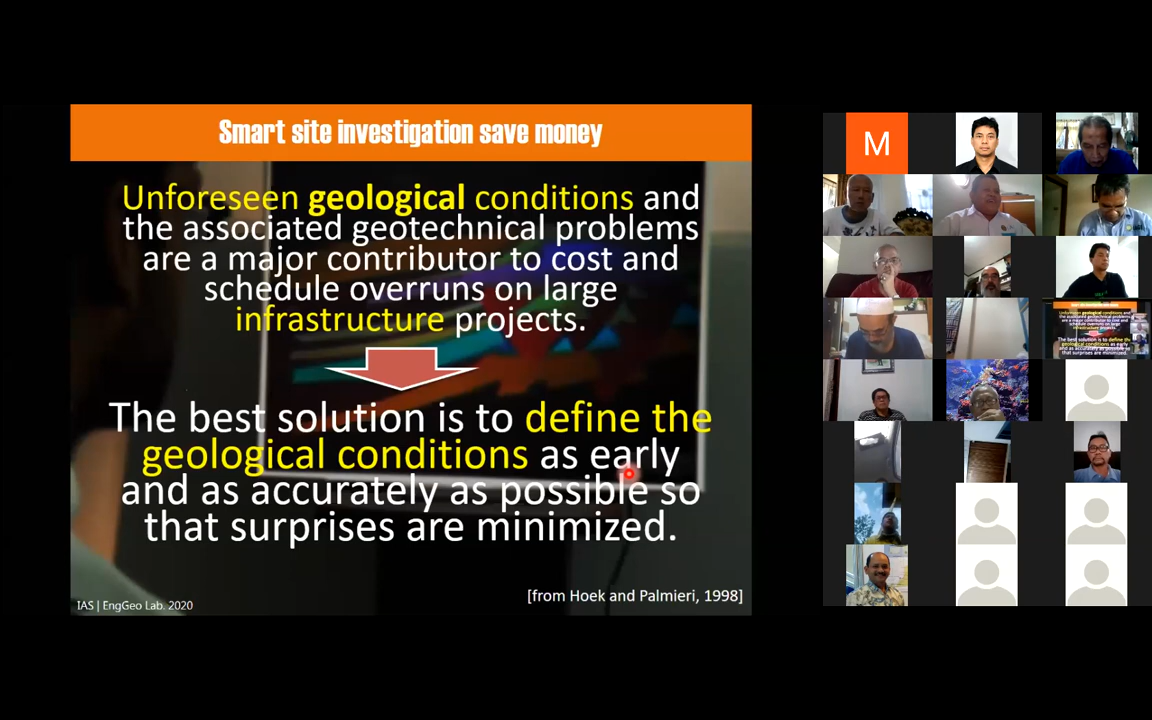 Smart site investigation save money
Unforeseen geological conditions and
the associated geotechnical problems
are a major contributor to cost and
schedule overruns on large
infrastructure projects.
The best solution is to define the
geological conditions as early
and as accurately as possible so
that surprises are minimized.
IAS | EngGeo Lab. 2020
[from Hoek and Palmieri, 1998]
M